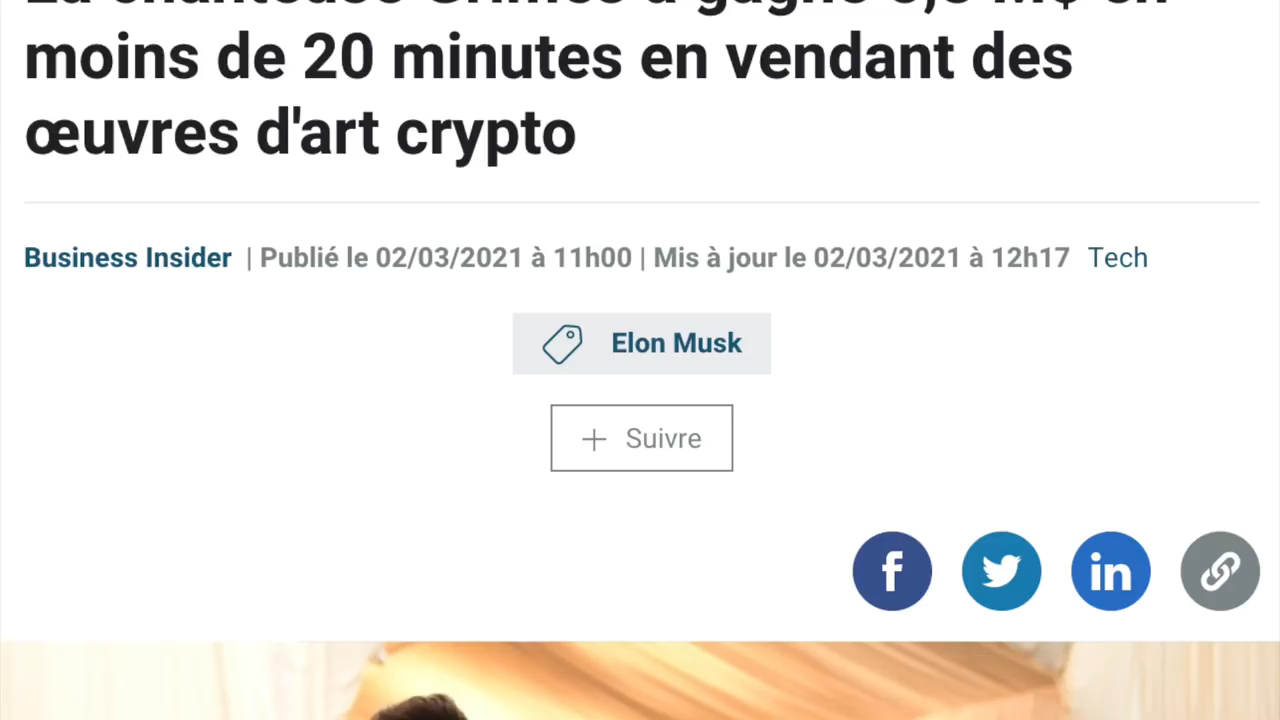 moins de 20 minutes en vendant des
œuvres d'art crypto
Business Insider | Publié le 02/03/2021 à 11h00 | Mis à jour le 02/03/2021 à 12h17 Tech
Elon Musk
+ Suivre